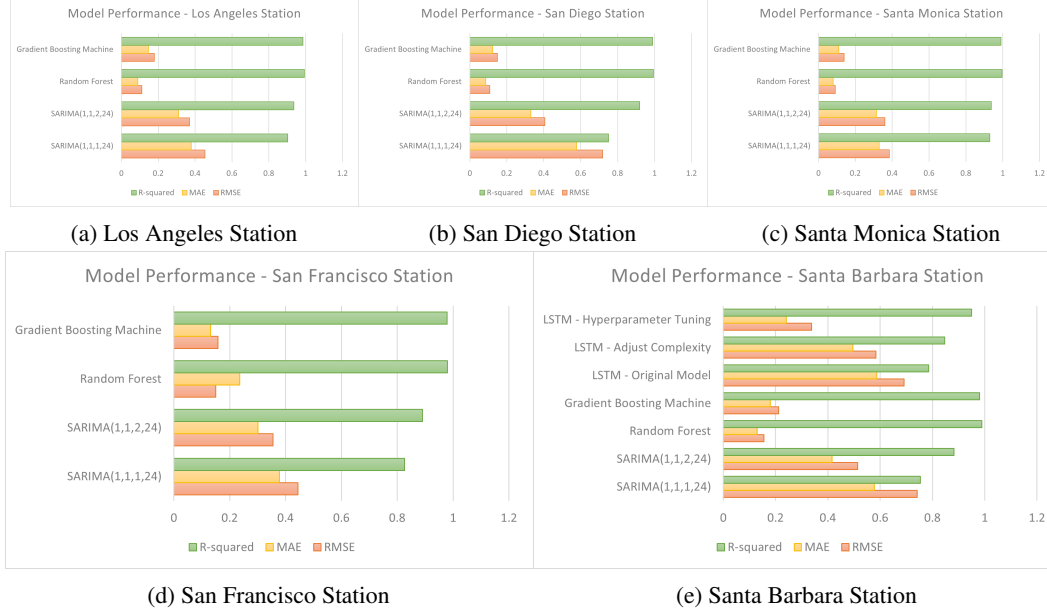 Model Performance - Los Angeles Station
Gradient Boosting Machine
Random Forest
SARIMA(1,1,2,24)
SARIMA(1,1,1,24)
0 0.2 0.4 0.6 0.8 1 1.2
R-squared MAE RMSE
(a) Los Angeles Station
Model Performance - San Diego Station
Gradient Boosting Machine
Random Forest
SARIMA(1,1,2,24)
SARIMA(1,1,1,24)
0 0.2 0.4 0.6 0.8 1 1.2
R-squared MAE RMSE
(b) San Diego Station
Model Performance - Santa Monica Station
Gradient Boosting Machine
Random Forest
SARIMA(1,1,2,24)
SARIMA(1,1,1,24)
0 0.2 0.4 0.6 0.8 1 1.2
R-squared MAE RMSE
(c) Santa Monica Station
Model Performance - San Francisco Station
Gradient Boosting Machine
Random Forest
SARIMA(1,1,2,24)
SARIMA(1,1,1,24)
0 0.2 0.4 0.6 0.8 1 1.2
R-squared MAE RMSE
(d) San Francisco Station
Model Performance - Santa Barbara Station
LSTM - Hyperparameter Tuning
LSTM - Adjust Complexity
LSTM - Original Model
Gradient Boosting Machine
Random Forest
SARIMA(1,1,2,24)
SARIMA(1,1,1,24)
0 0.2 0.4 0.6 0.8 1 1.2
R-squared MAE RMSE
(e) Santa Barbara Station